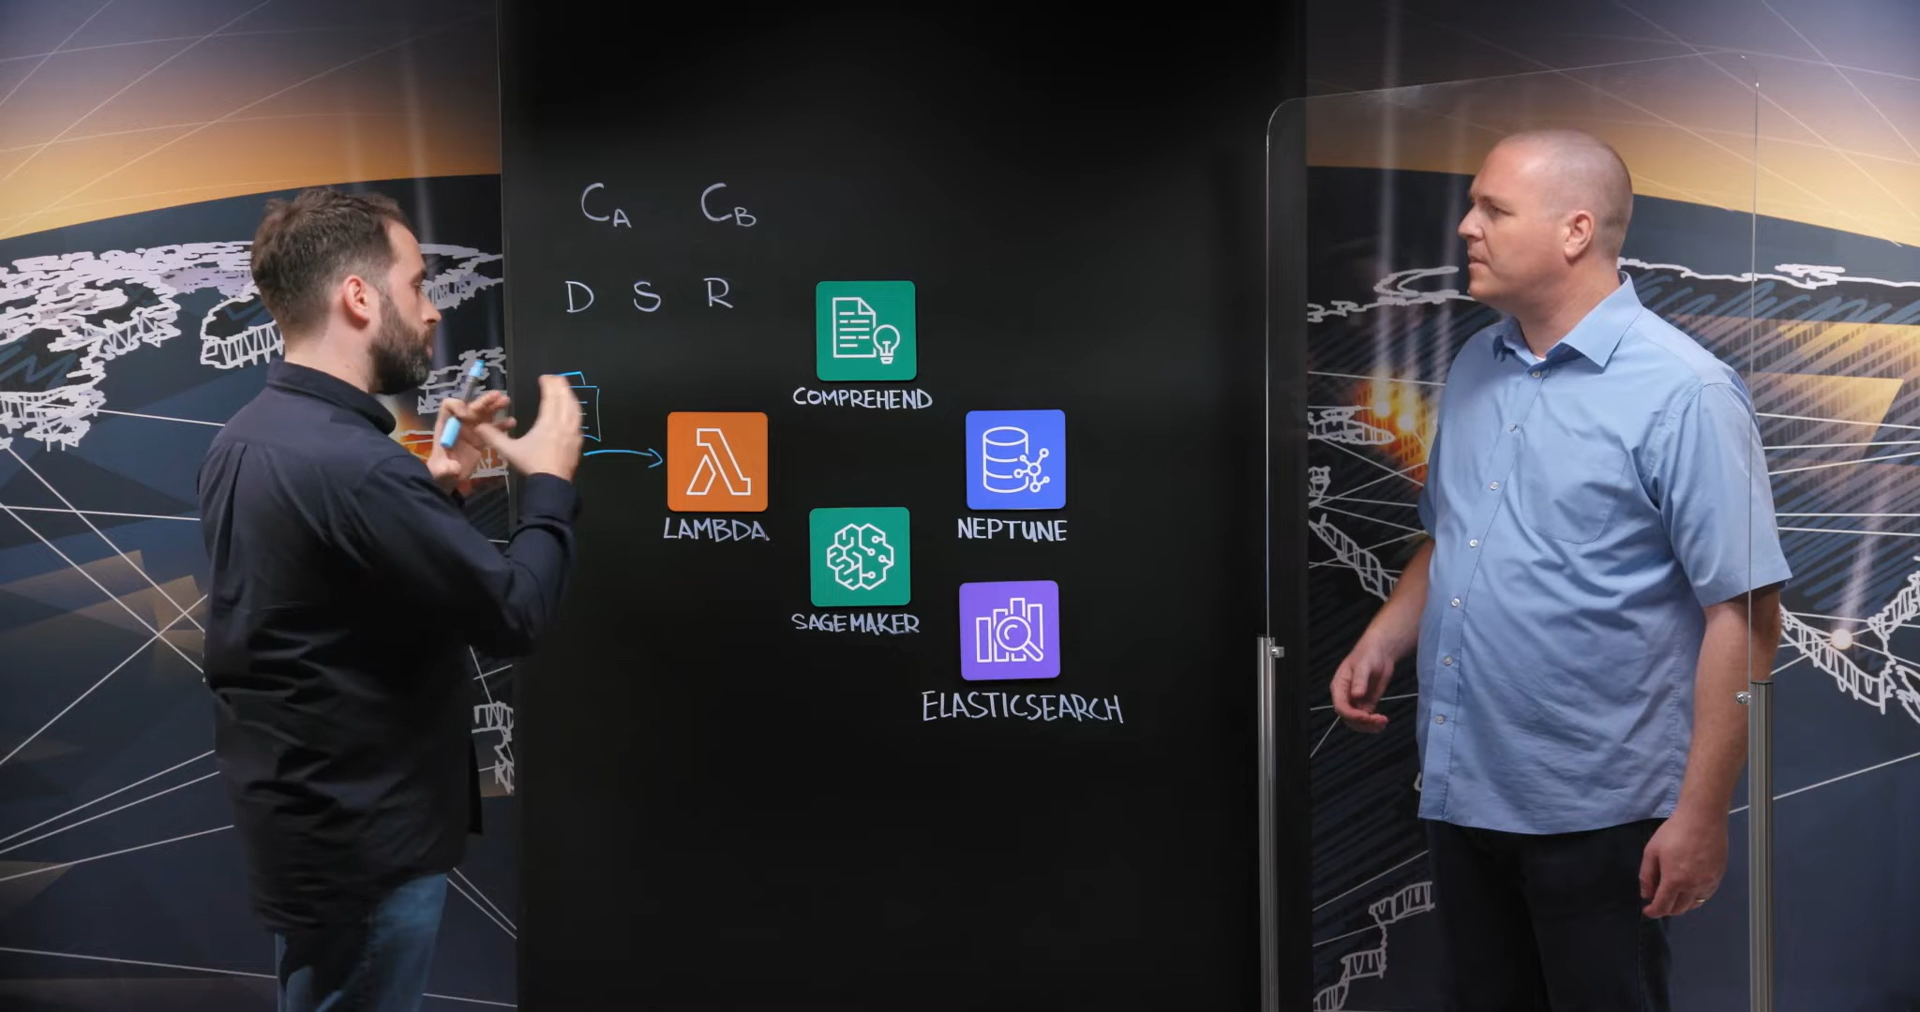 CA CB
D S R
COMPREHEND
LAMBDA
NEPTUNE
SAGEMAKER
ELASTICSEARCH